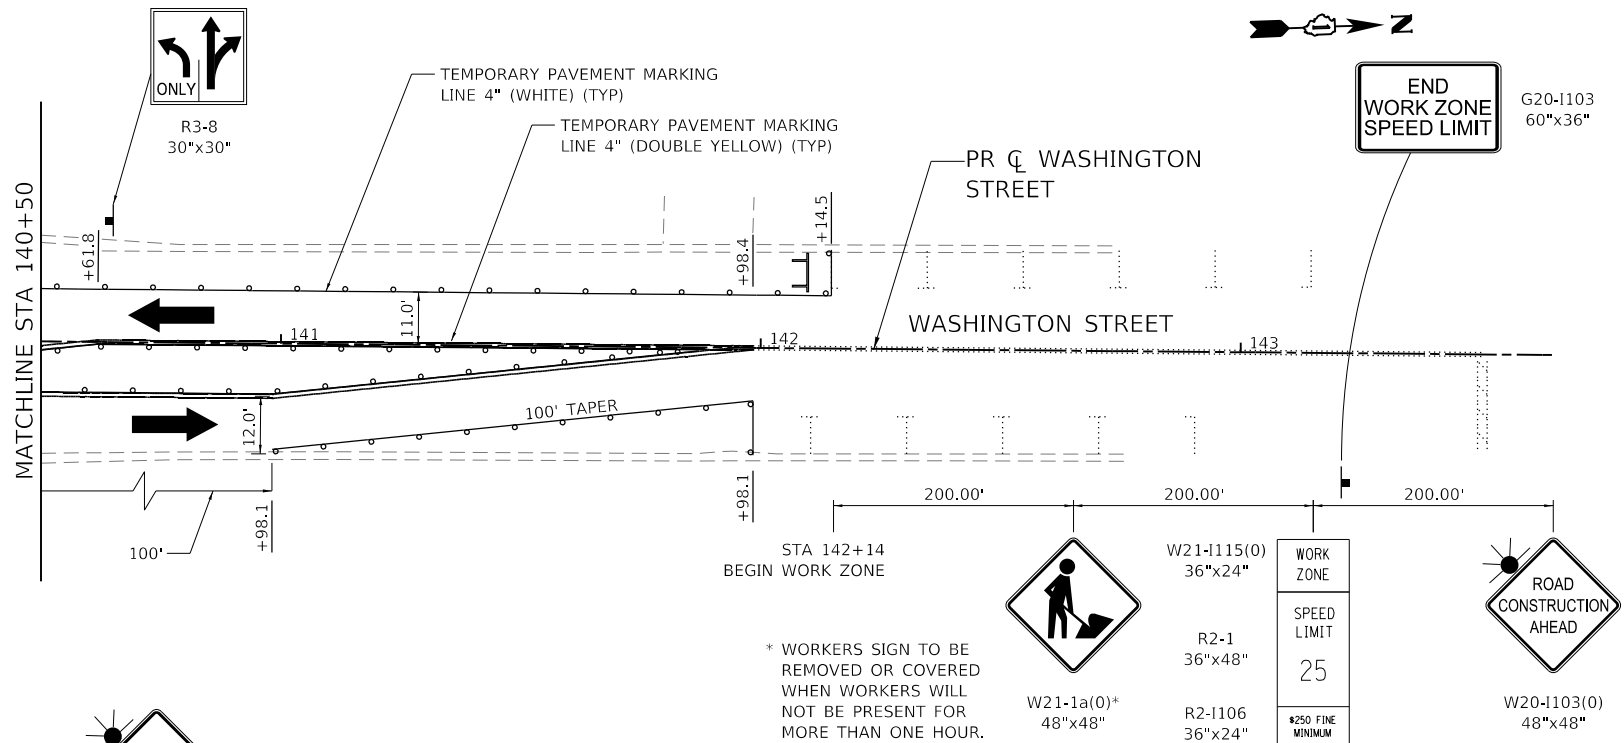 N
ONLY
R3-8
30"x30"
TEMPORARY PAVEMENT MARKING
LINE 4" (WHITE) (TYP)
TEMPORARY PAVEMENT MARKING
LINE 4" (DOUBLE YELLOW) (TYP)
PR ℄ WASHINGTON
STREET
END
WORK ZONE
SPEED LIMIT
G20-I103
60"x36"
MATCHLINE STA 140+50
+61.8
+98.4
+14.5
11.0'
141
142
WASHINGTON STREET
143
12.0'
100' TAPER
100'
+98.1
+98.1
200.00'
200.00'
200.00'
STA 142+14
BEGIN WORK ZONE
* WORKERS SIGN TO BE
REMOVED OR COVERED
WHEN WORKERS WILL
NOT BE PRESENT FOR
MORE THAN ONE HOUR.
W21-1a(0)*
48"x48"
W21-I115(0)
36"x24"
R2-1
36"x48"
R2-I106
36"x24"
WORK
ZONE
SPEED
LIMIT
25
$250 FINE
MINIMUM
ROAD
CONSTRUCTION
AHEAD
W20-I103(0)
48"x48"